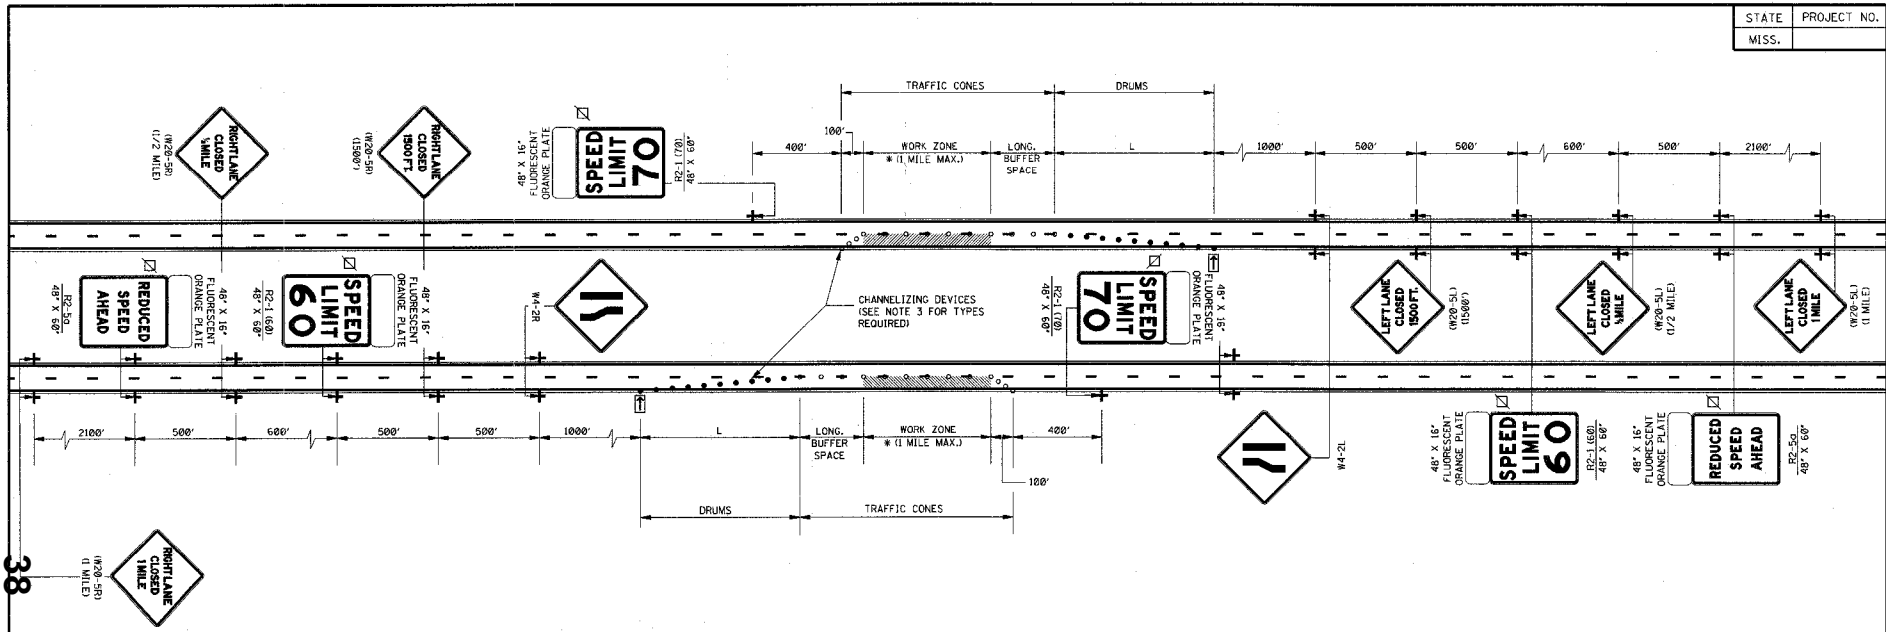 STATE PROJECT NO.
MISS.
TRAFFIC CONES DRUMS
RIGHT LANE
CLOSED
½ MILE
(W20-5R)
(1/2 MILE)
RIGHT LANE
CLOSED
1500 FT.
(W20-5R)
(1500')
SPEED
LIMIT
70
R2-1 (70)
48" X 60"
48" X 16"
FLUORESCENT
ORANGE PLATE
400' 100' WORK ZONE
* (1 MILE MAX.) LONG.
BUFFER
SPACE L 1000' 500' 500' 600' 500' 2100'
REDUCED
SPEED
AHEAD
R2-5a
48" X 60"
48" X 16"
FLUORESCENT
ORANGE PLATE
SPEED
LIMIT
60
R2-1 (60)
48" X 60"
48" X 16"
FLUORESCENT
ORANGE PLATE
W4-2R
CHANNELIZING DEVICES
(SEE NOTE 3 FOR TYPES
REQUIRED)
SPEED
LIMIT
70
R2-1 (70)
48" X 60"
48" X 16"
FLUORESCENT
ORANGE PLATE
LEFT LANE
CLOSED
1500 FT.
(W20-5L)
(1500')
LEFT LANE
CLOSED
½ MILE
(W20-5L)
(1/2 MILE)
LEFT LANE
CLOSED
1 MILE
(W20-5L)
(1 MILE)
2100' 500' 600' 500' 500' 1000' L LONG.
BUFFER
SPACE WORK ZONE
* (1 MILE MAX.) 400'
100'
DRUMS TRAFFIC CONES
W4-2L
SPEED
LIMIT
60
R2-1 (60)
48" X 60"
48" X 16"
FLUORESCENT
ORANGE PLATE
REDUCED
SPEED
AHEAD
R2-5a
48" X 60"
48" X 16"
FLUORESCENT
ORANGE PLATE
RIGHT LANE
CLOSED
1 MILE
(W20-5R)
(1 MILE)
38